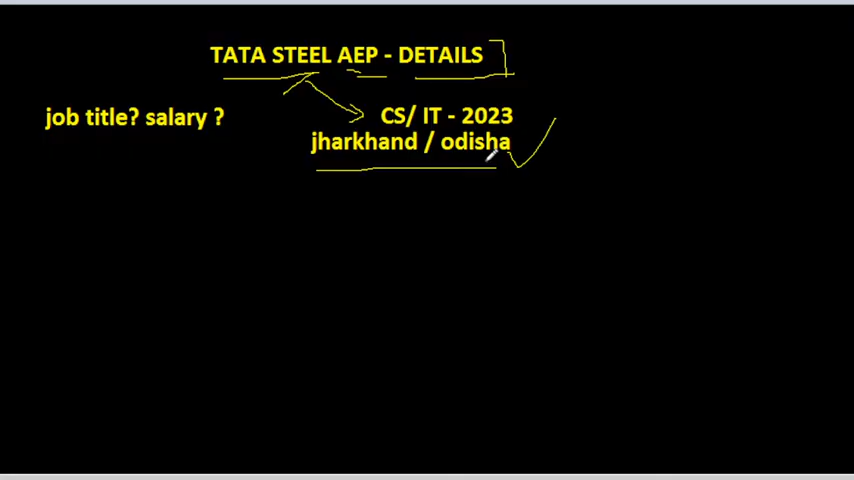 TATA STEEL AEP - DETAILS
job title? salary ?
CS/ IT - 2023
jharkhand / odisha